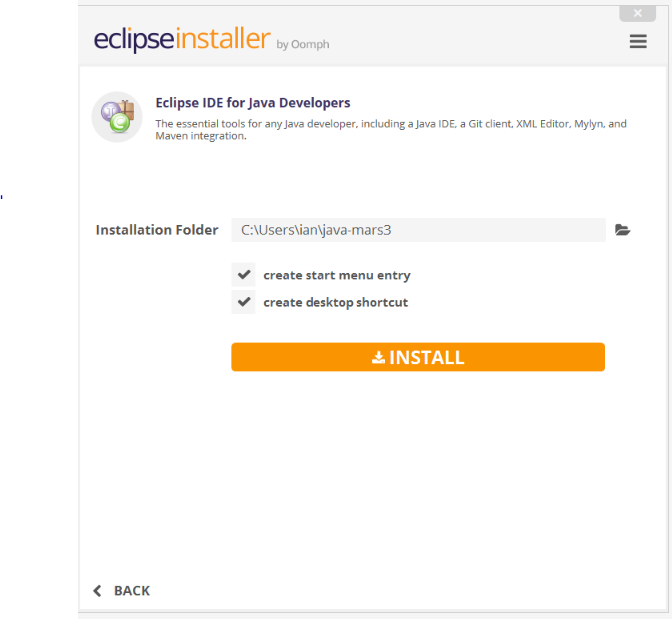 eclipseinstaller by Oomph
Eclipse IDE for Java Developers
The essential tools for any Java developer, including a Java IDE, a Git client, XML Editor, Mylyn, and
Maven integration.
Installation Folder C:\Users\ian\java-mars3
create start menu entry
create desktop shortcut
INSTALL
BACK